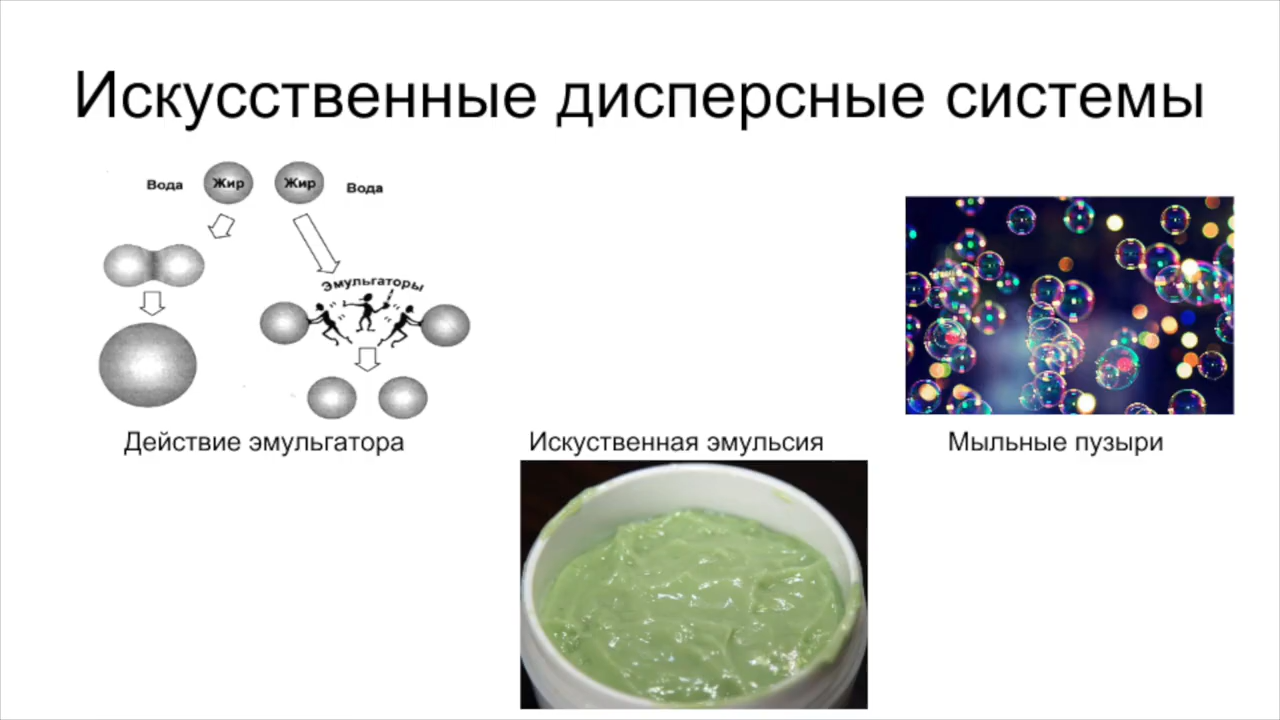 Искусственные дисперсные системы
Вода Жир Жир Вода
Эмульгаторы
Действие эмульгатора
Искуственная эмульсия
Мыльные пузыри